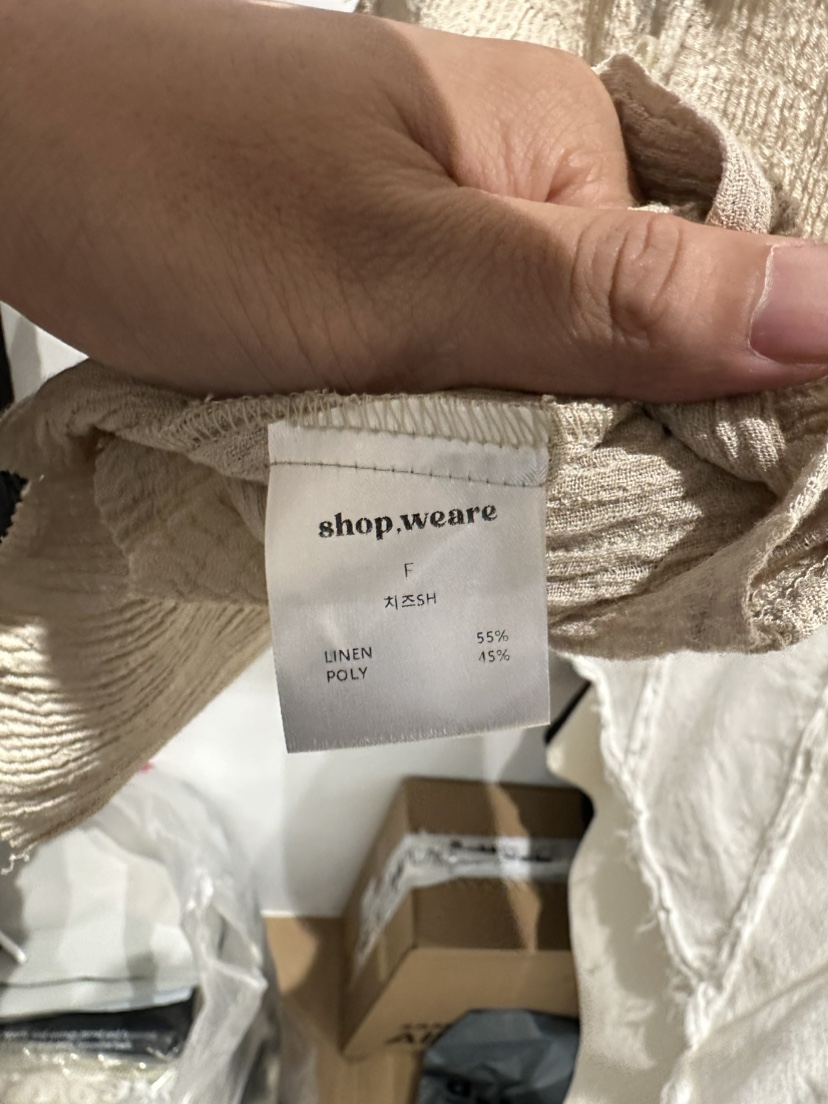 shop.weare
F
치즈SH
LINEN 55%
POLY 45%